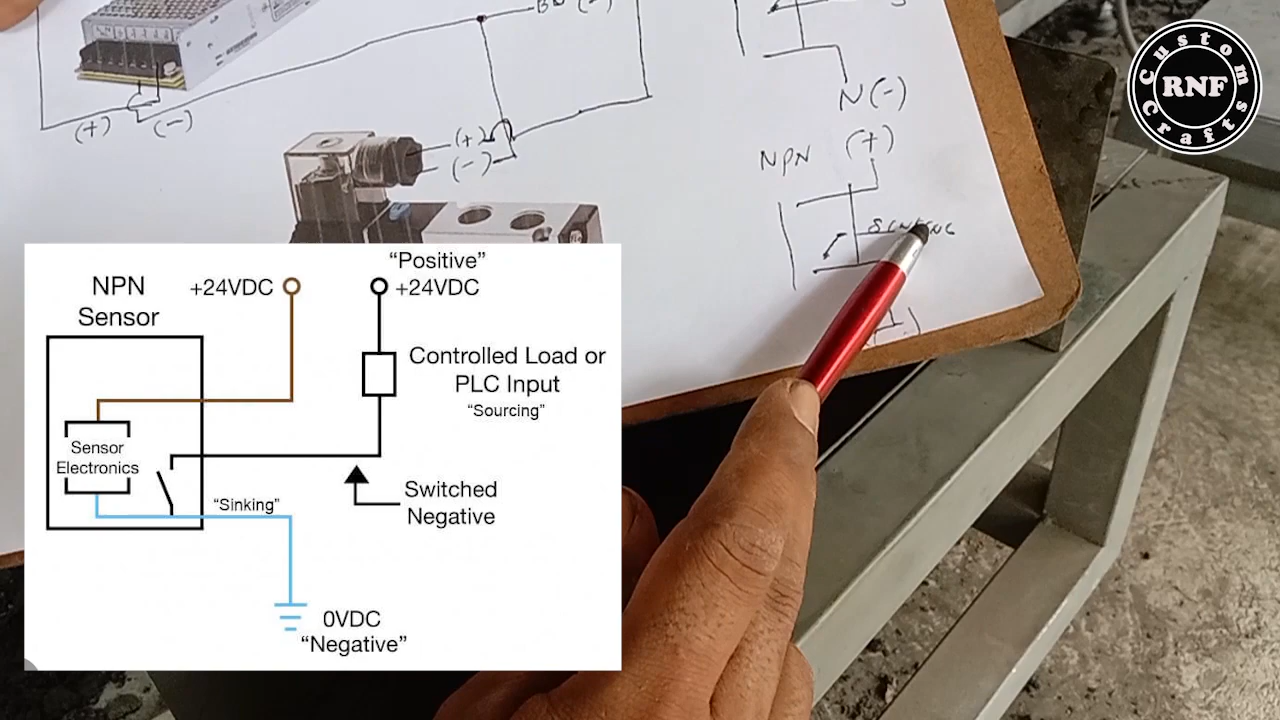 BN (-)
(+)
(-)
(+)
(-)
N (-)
NPN
(+)
Custom
RNF
Crafts
NPN
Sensor
+24VDC
“Positive”
+24VDC
Controlled Load or
PLC Input
“Sourcing”
Sensor
Electronics
“Sinking”
Switched
Negative
0VDC
“Negative”